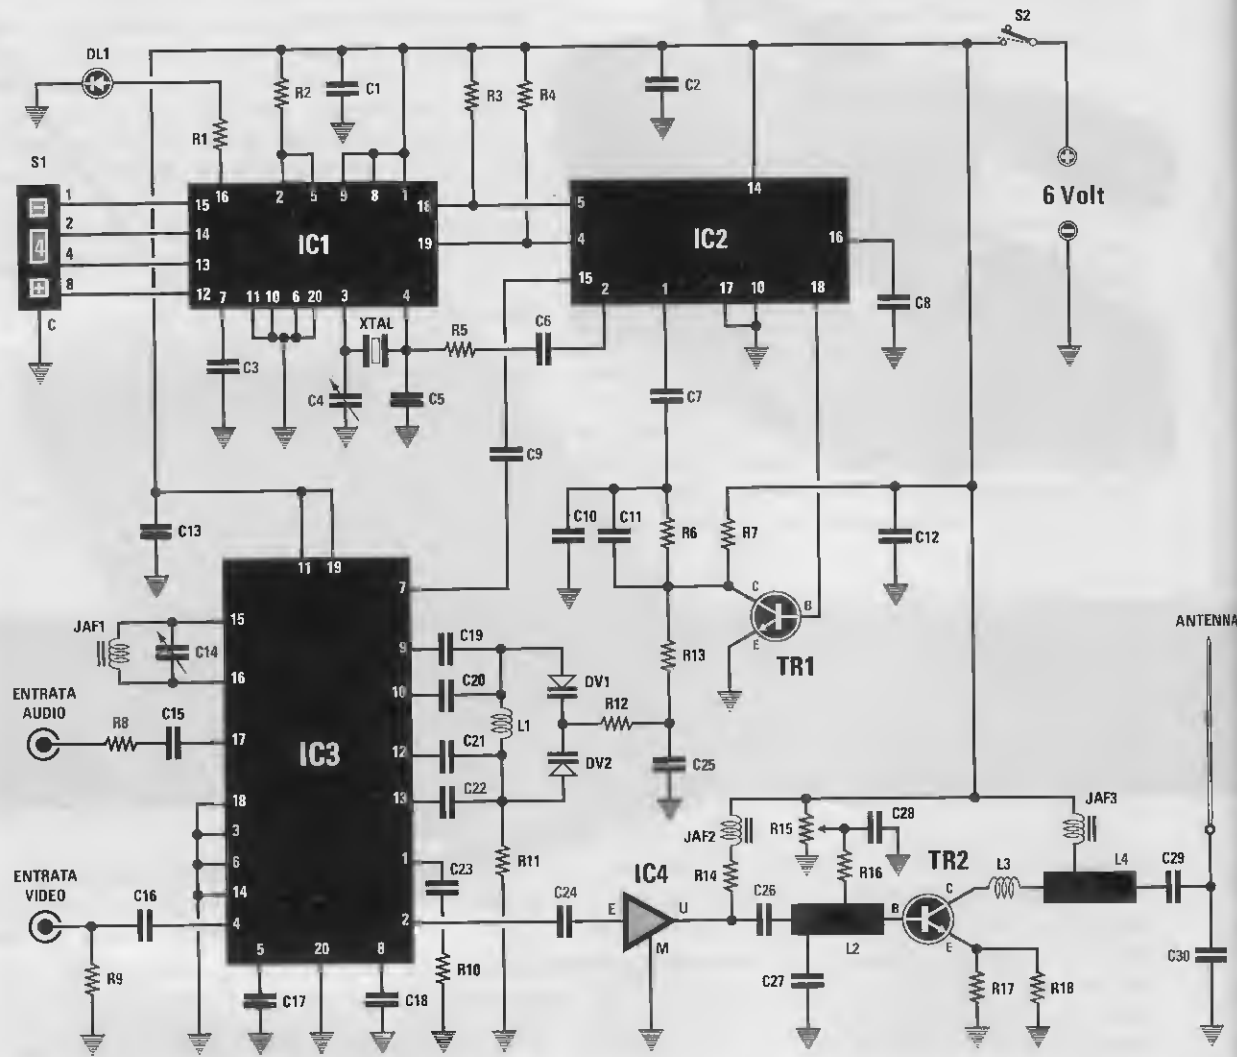 S2
DL1
C1
C2
R2
R3
R4
R1
S1
16
2
5
9
8
1
14
1
15
18
5
6 Volt
2
14
IC1
IC2
16
4
4
13
19
4
8
12
15
7
11
10
6
20
3
4
2
1
17
10
18
C8
C
XTAL
R5
C6
C3
C4
C5
C7
C9
C10
C11
R6
R7
C12
C13
11
19
7
C
B
E
TR1
ANTENNA
15
JAF1
C14
16
C19
9
DV1
R13
C20
10
R12
L1
ENTRATA
AUDIO
R8
C15
17
IC3
C21
12
DV2
C25
C22
13
18
3
6
14
JAF2
R15
C28
JAF3
R11
1
C23
R14
R16
TR2
L3
L4
C29
IC4
C26
ENTRATA
VIDEO
C16
4
2
C24
E
U
M
L2
B
C
E
R9
5
20
8
R10
C27
R17
R18
C30
C17
C18